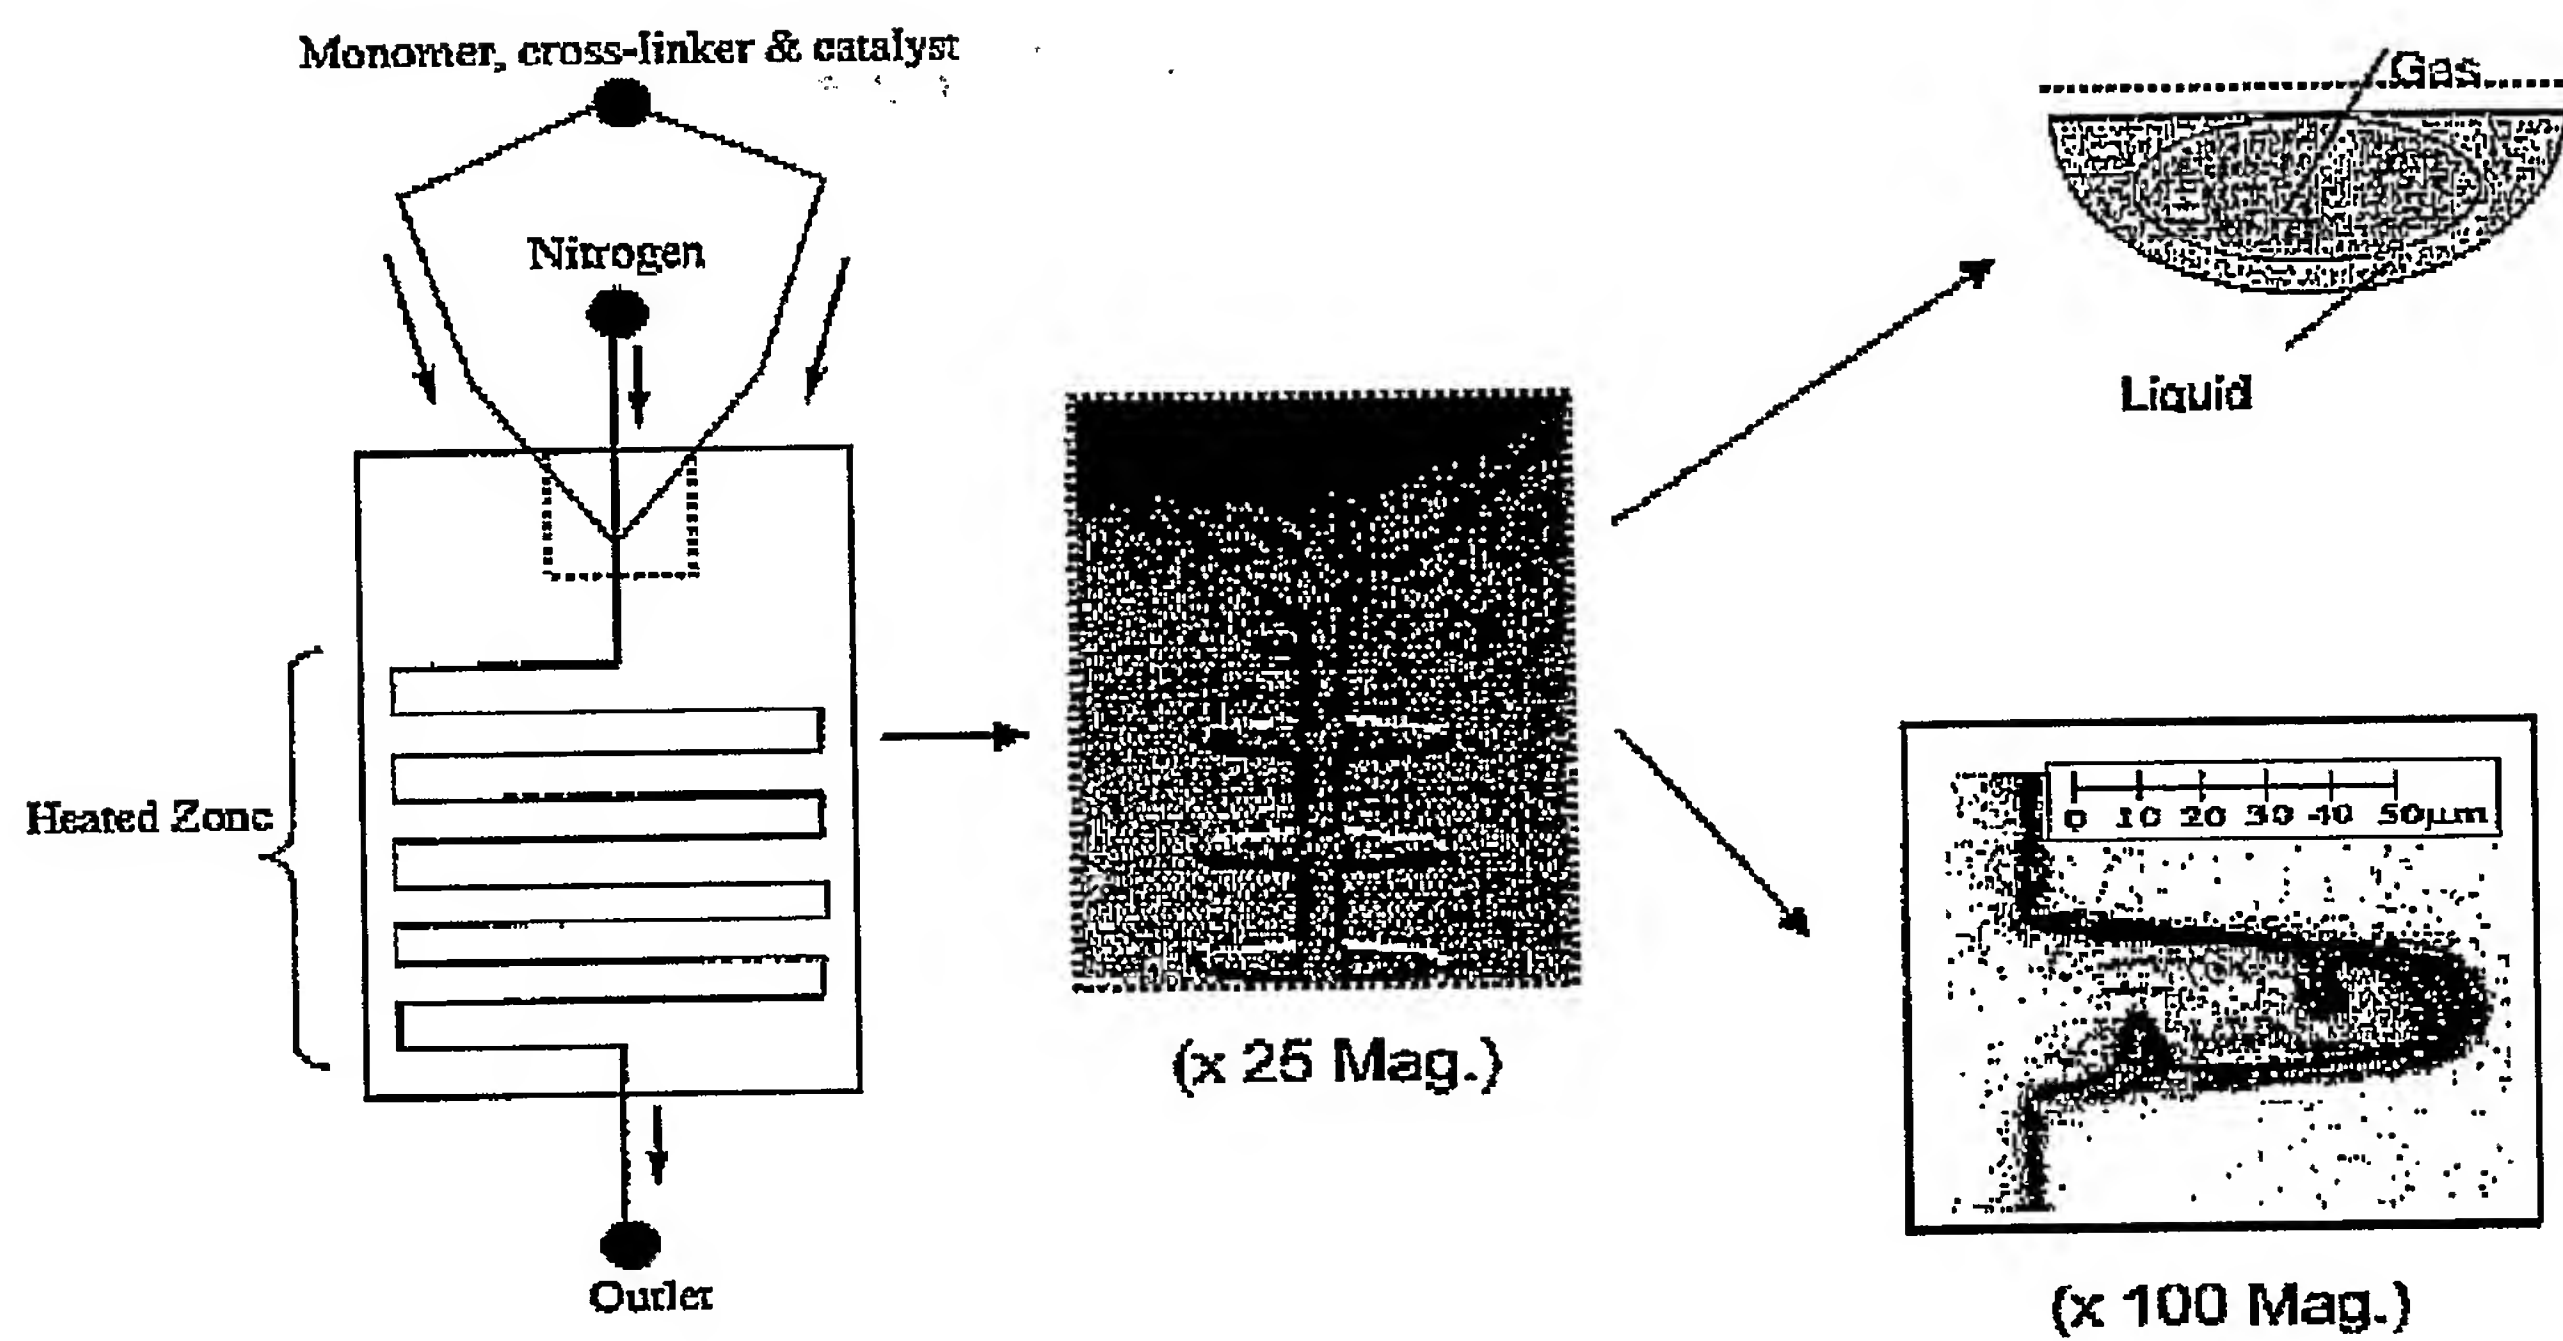 Monomer, cross-linker & catalyst
Nitrogen
Heated Zone
Outlet
(x 25 Mag.)
Gas
Liquid
0 10 20 30 40 50μm
(x 100 Mag.)